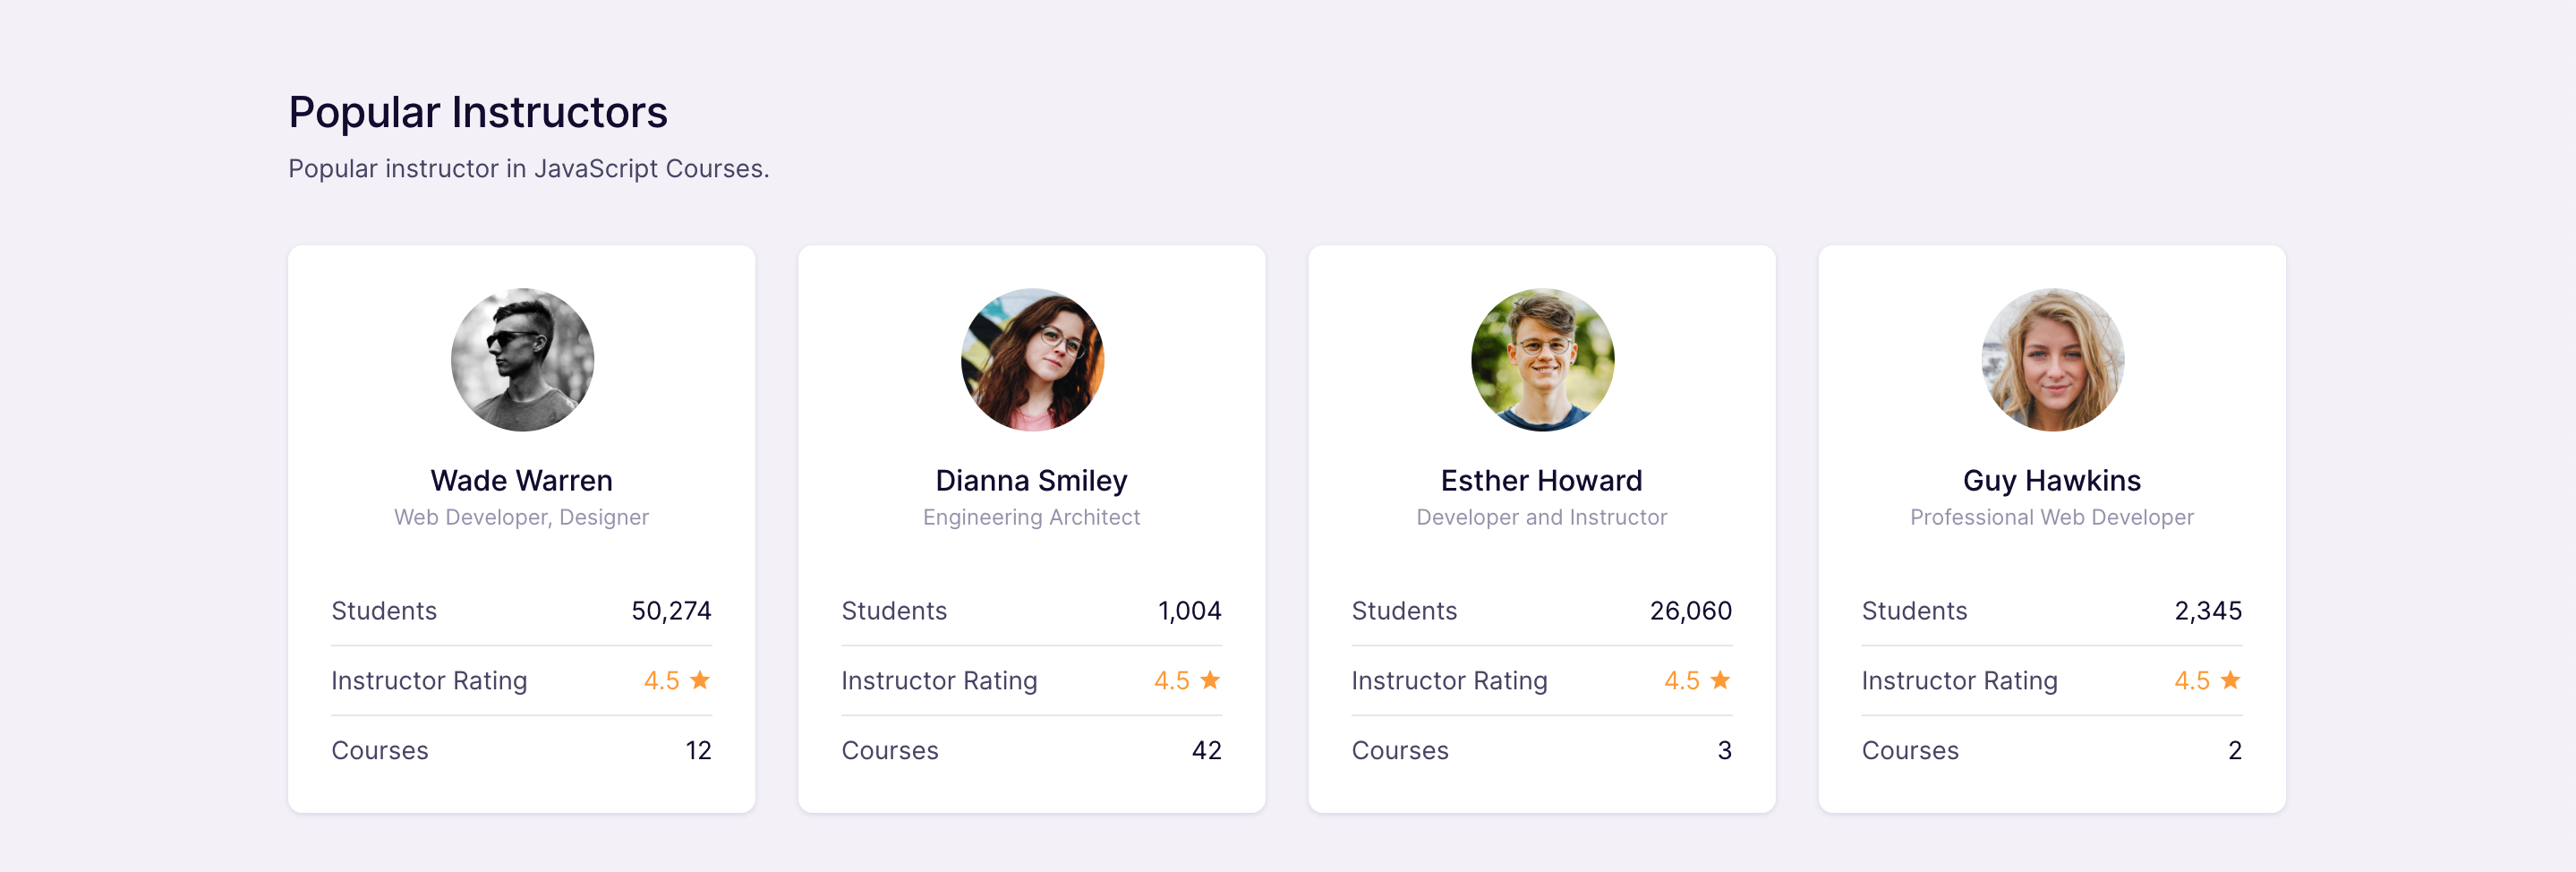 Popular Instructors
Popular instructor in JavaScript Courses.
Wade Warren
Web Developer, Designer
Students 50,274
Instructor Rating 4.5
Courses 12
Dianna Smiley
Engineering Architect
Students 1,004
Instructor Rating 4.5
Courses 42
Esther Howard
Developer and Instructor
Students 26,060
Instructor Rating 4.5
Courses 3
Guy Hawkins
Professional Web Developer
Students 2,345
Instructor Rating 4.5
Courses 2